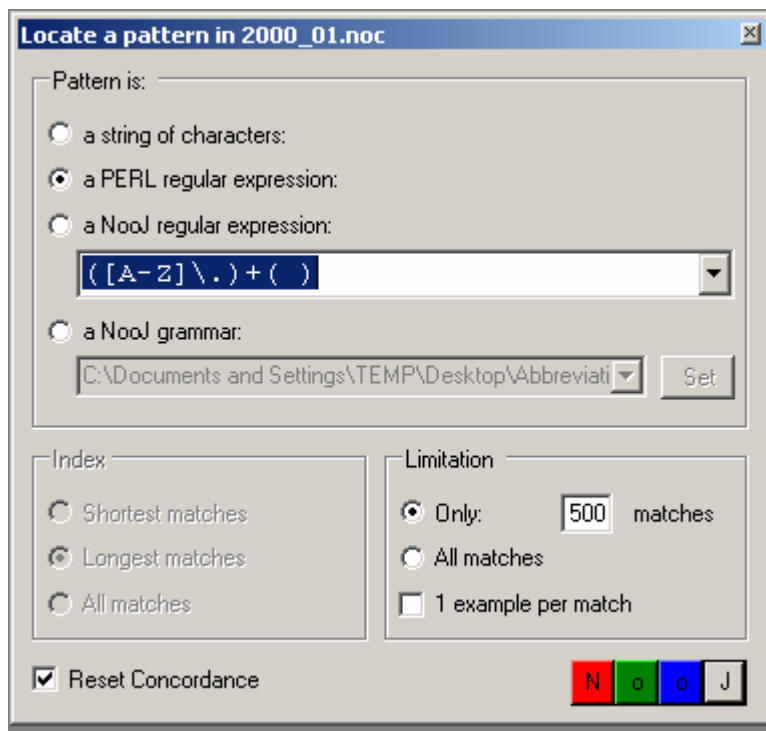 Locate a pattern in 2000_01.noc
Pattern is:
a string of characters:
a PERL regular expression:
a NooJ regular expression:
([A-Z]\.)+( )
a NooJ grammar:
C:\Documents and Settings\TEMP\Desktop\Abbreviati
Set
Index
Shortest matches
Longest matches
All matches
Limitation
Only: 500 matches
All matches
1 example per match
Reset Concordance
N o o J